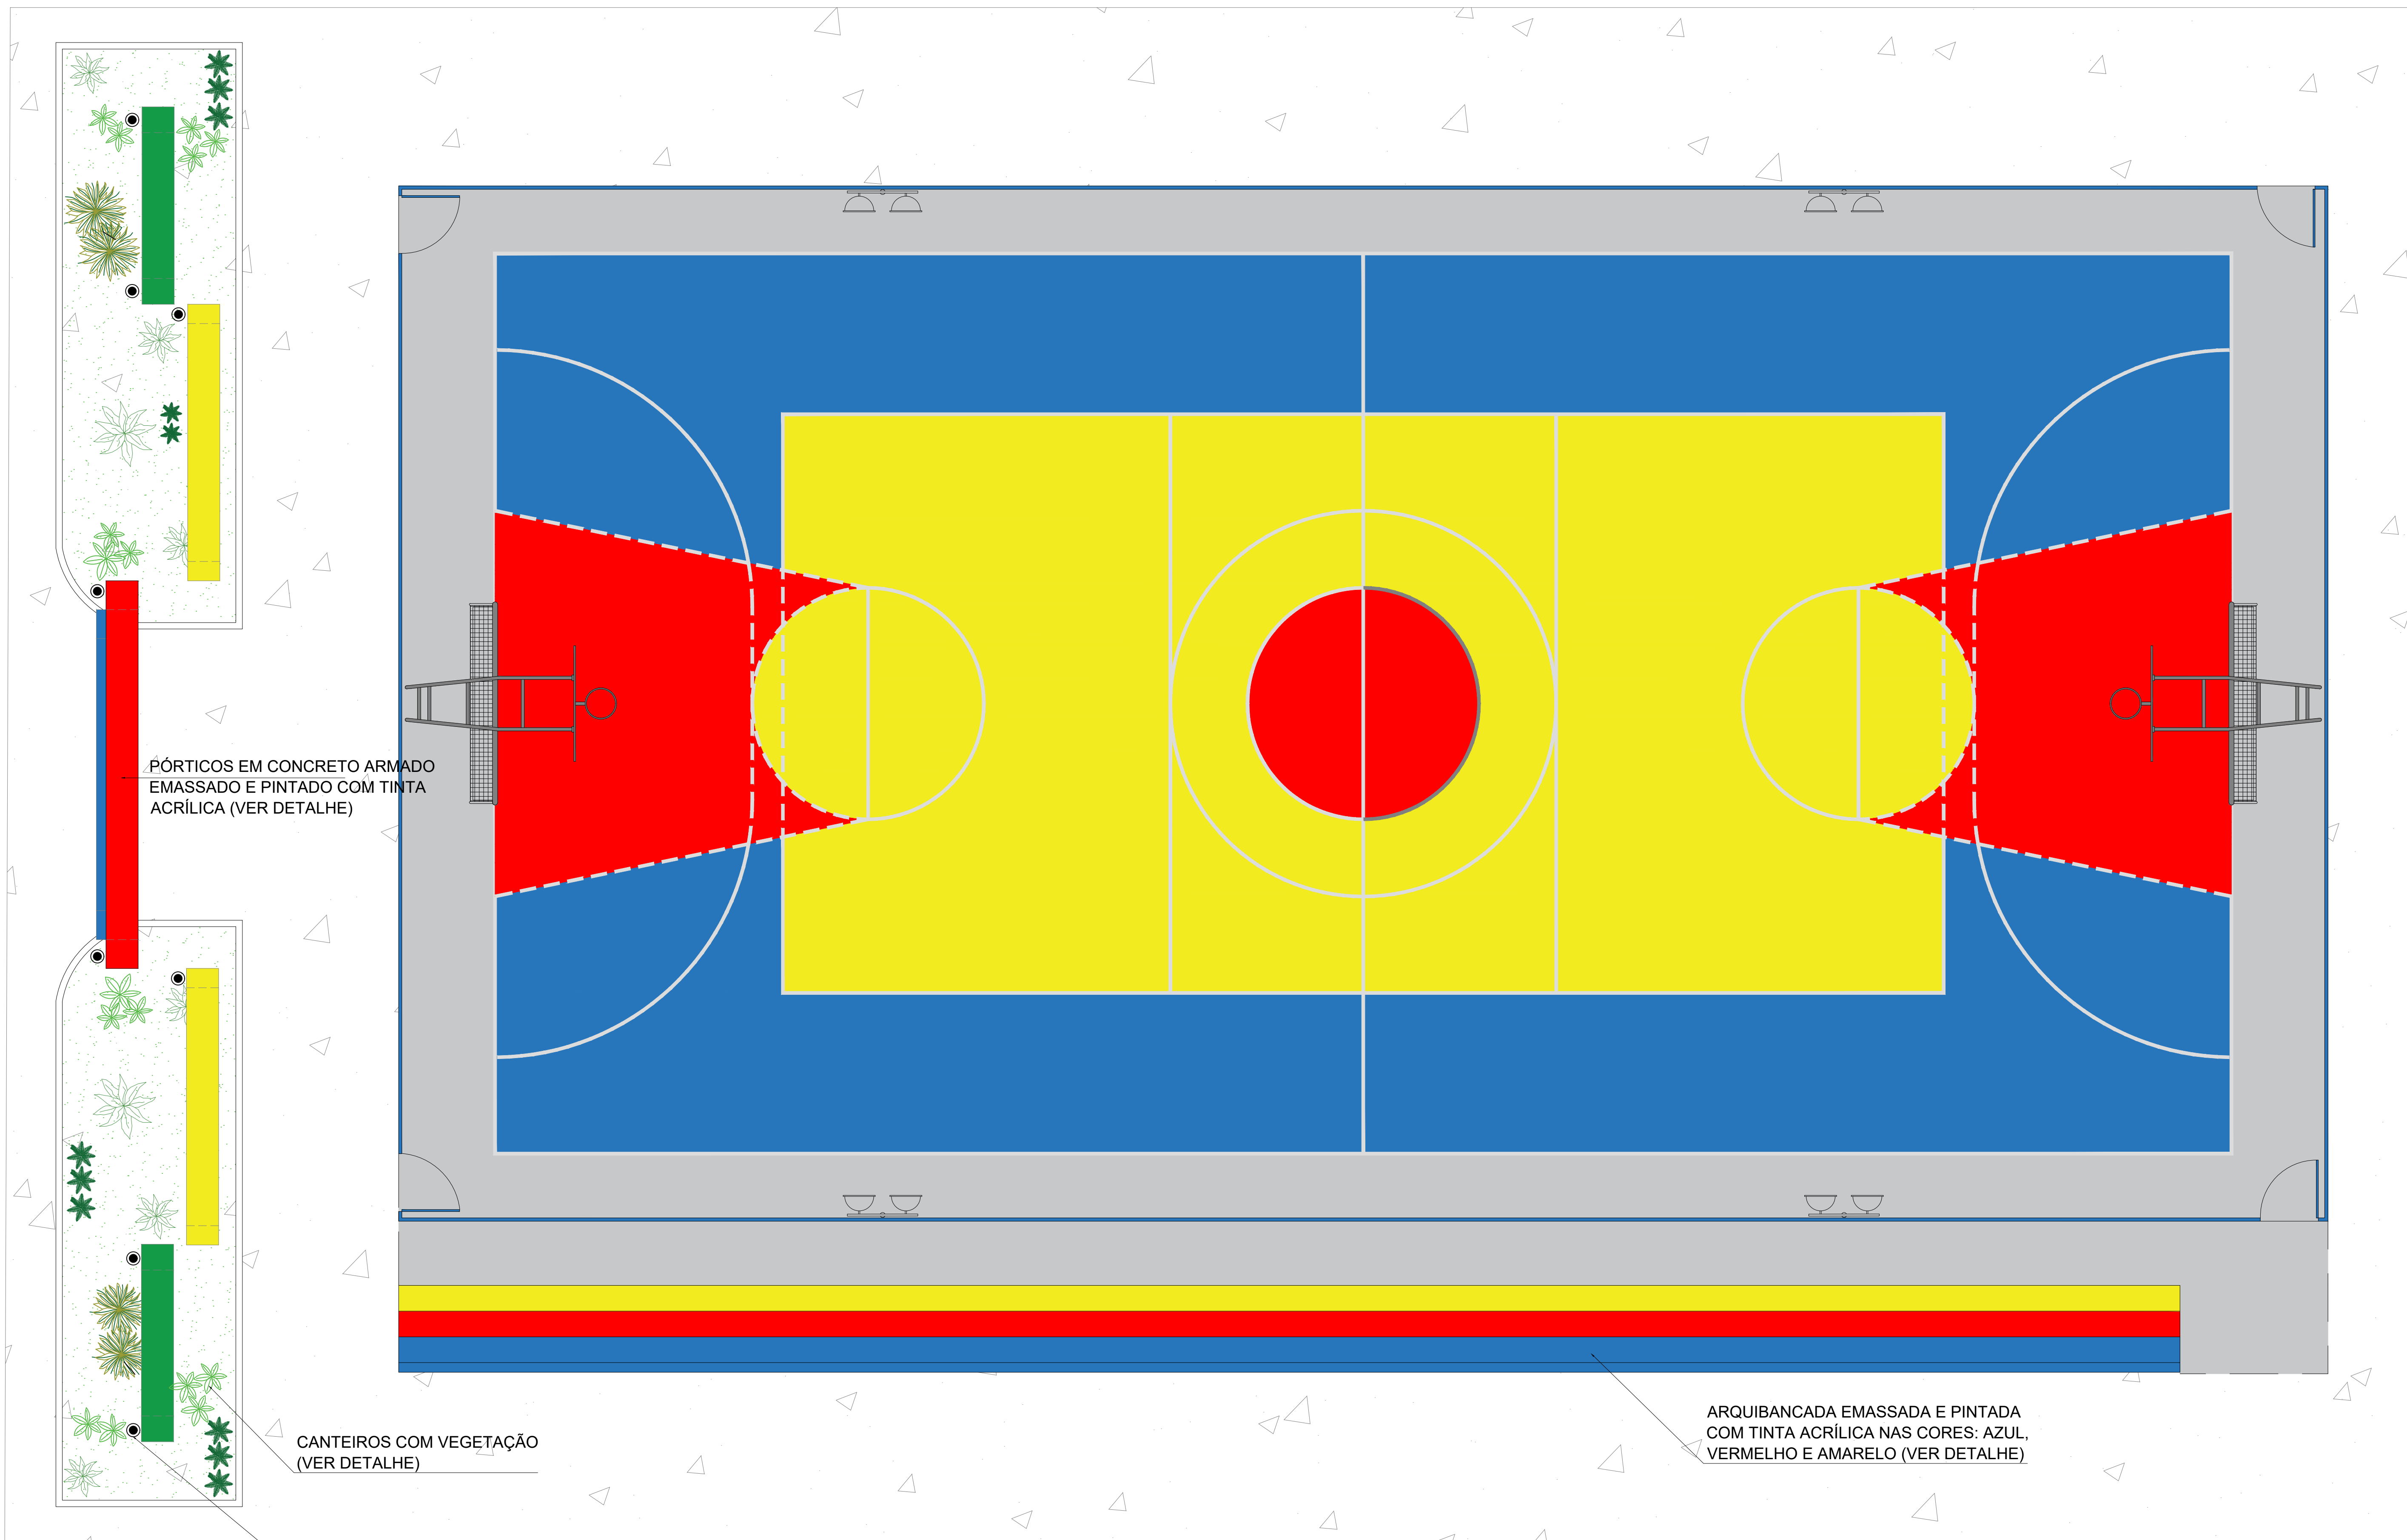 PÓRTICOS EM CONCRETO ARMADO
EMASSADO E PINTADO COM TINTA
ACRÍLICA (VER DETALHE)
CANTEIROS COM VEGETAÇÃO
(VER DETALHE)
ARQUIBANCADA EMASSADA E PINTADA
COM TINTA ACRÍLICA NAS CORES: AZUL,
VERMELHO E AMARELO (VER DETALHE)